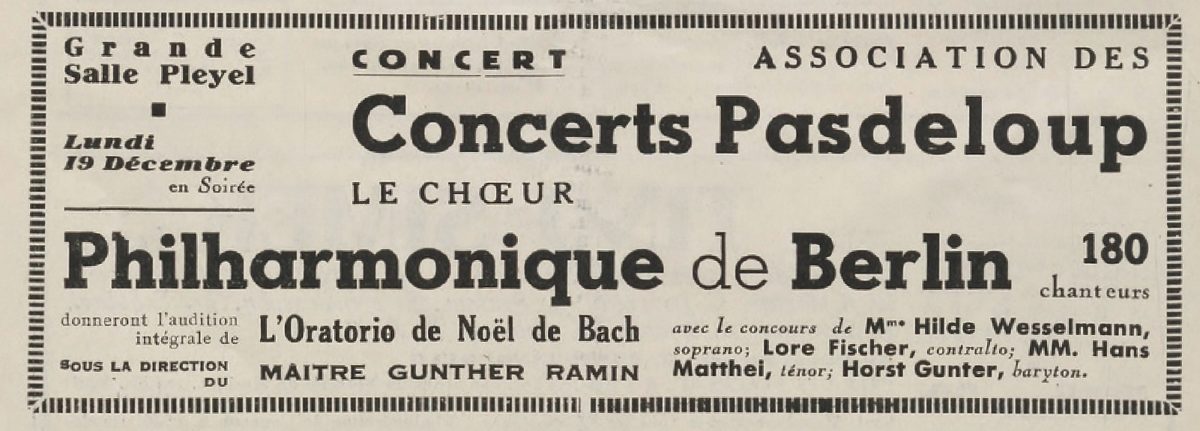 Grande
Salle Pleyel
Lundi
19 Décembre
en Soirée
CONCERT
ASSOCIATION DES
Concerts Pasdeloup
LE CHŒUR
Philharmonique de Berlin
180
chanteurs
donneront l'audition
intégrale de
L'Oratorio de Noël de Bach
SOUS LA DIRECTION
DU
MAITRE GUNTHER RAMIN
avec le concours de Mme Hilde Wesselmann,
soprano; Lore Fischer, contralto; MM. Hans
Matthei, ténor; Horst Gunter, baryton.